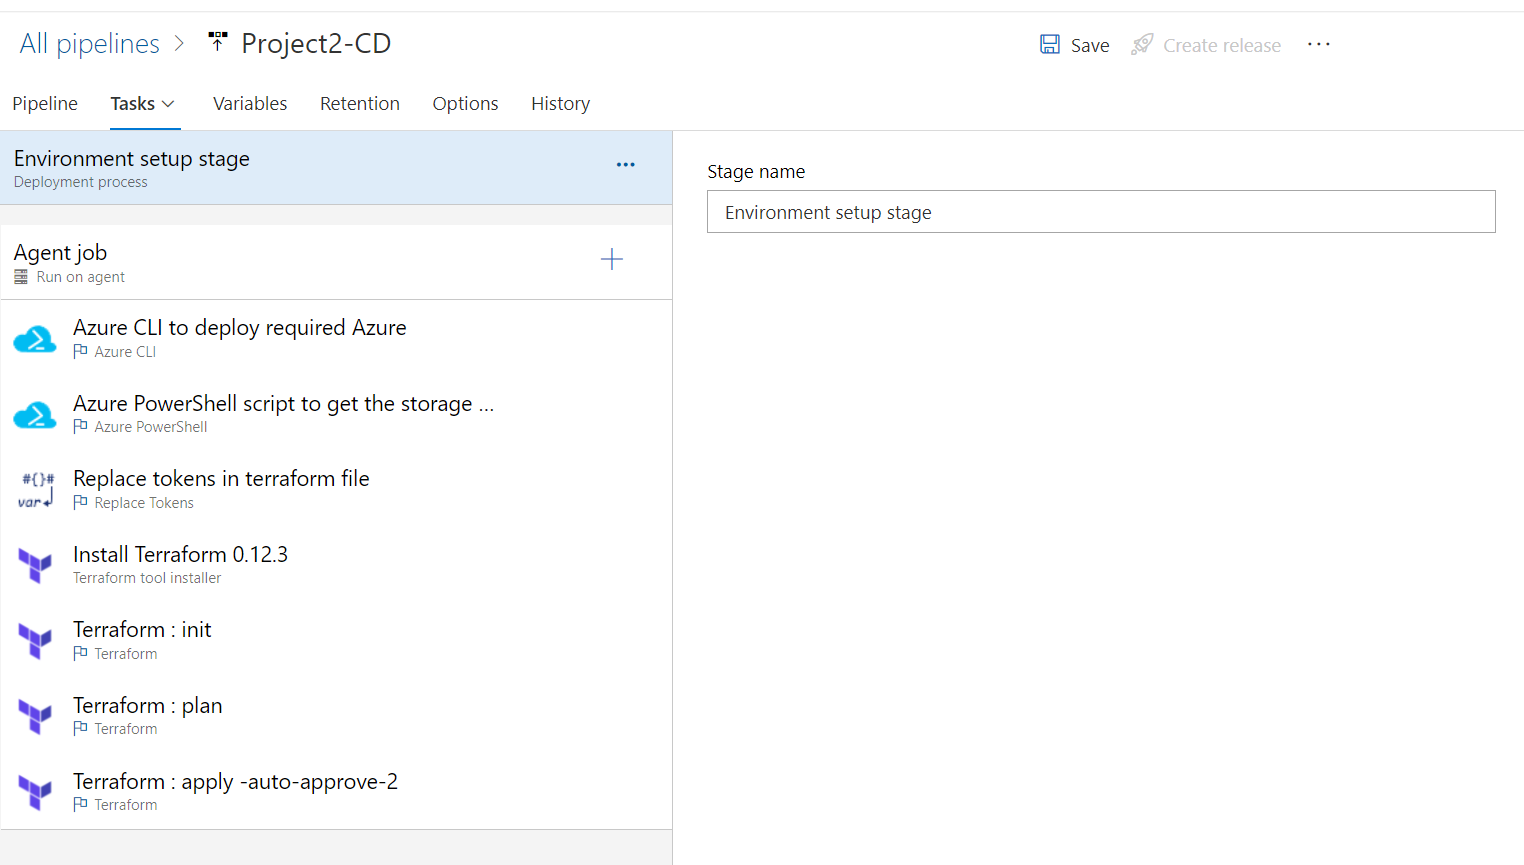 All pipelines > Project2-CD
Save
Create release
...
Pipeline
Tasks
Variables
Retention
Options
History
Environment setup stage
...
Deployment process
Agent job
Run on agent
Azure CLI to deploy required Azure
Azure CLI
Azure PowerShell script to get the storage ...
Azure PowerShell
#{}#
var
Replace tokens in terraform file
Replace Tokens
Install Terraform 0.12.3
Terraform tool installer
Terraform : init
Terraform
Terraform : plan
Terraform
Terraform : apply -auto-approve-2
Terraform
Stage name
Environment setup stage